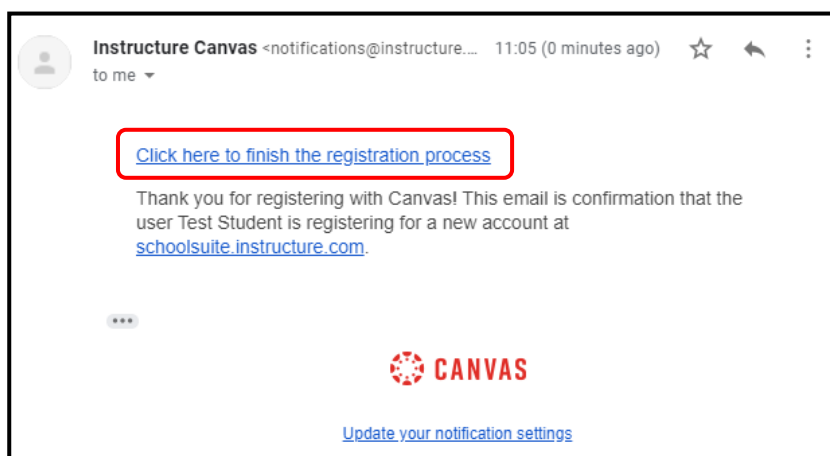 Instructure Canvas <notifications@instructure.... 11:05 (0 minutes ago)
to me
Click here to finish the registration process
Thank you for registering with Canvas! This email is confirmation that the
user Test Student is registering for a new account at
schoolsuite.instructure.com.
CANVAS
Update your notification settings